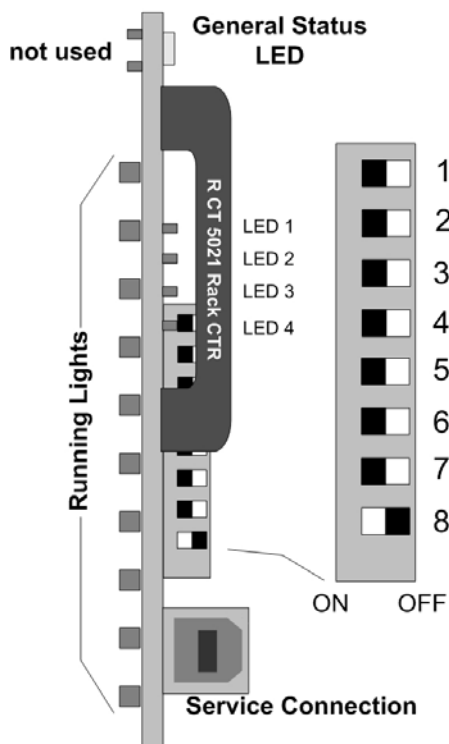 General Status
LED
not used
R CT 5021 Rack CTR
LED 1
LED 2
LED 3
LED 4
Running Lights
1
2
3
4
5
6
7
8
ON OFF
Service Connection